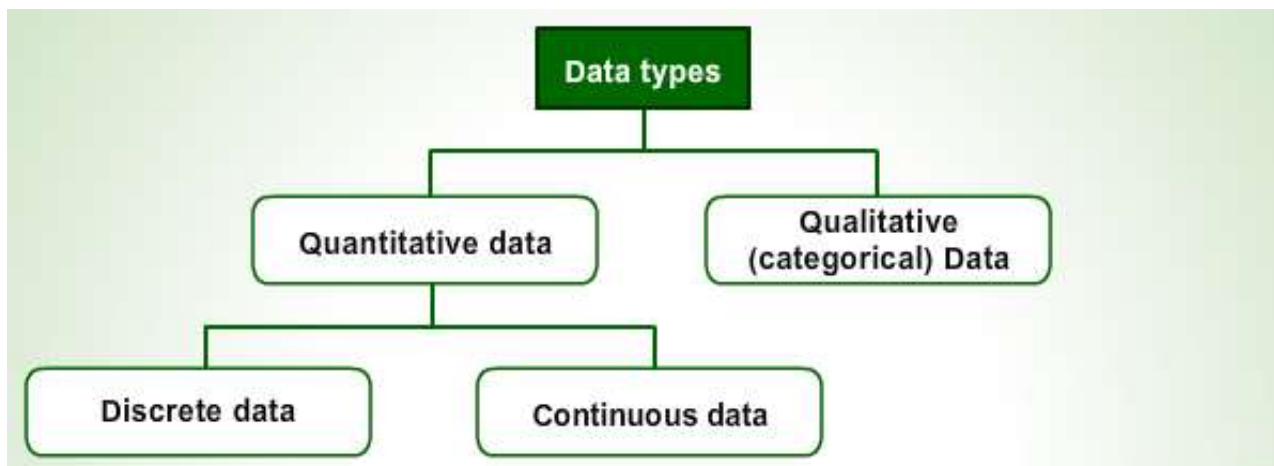 Data types
Quantitative data
Qualitative
(categorical) Data
Discrete data
Continuous data